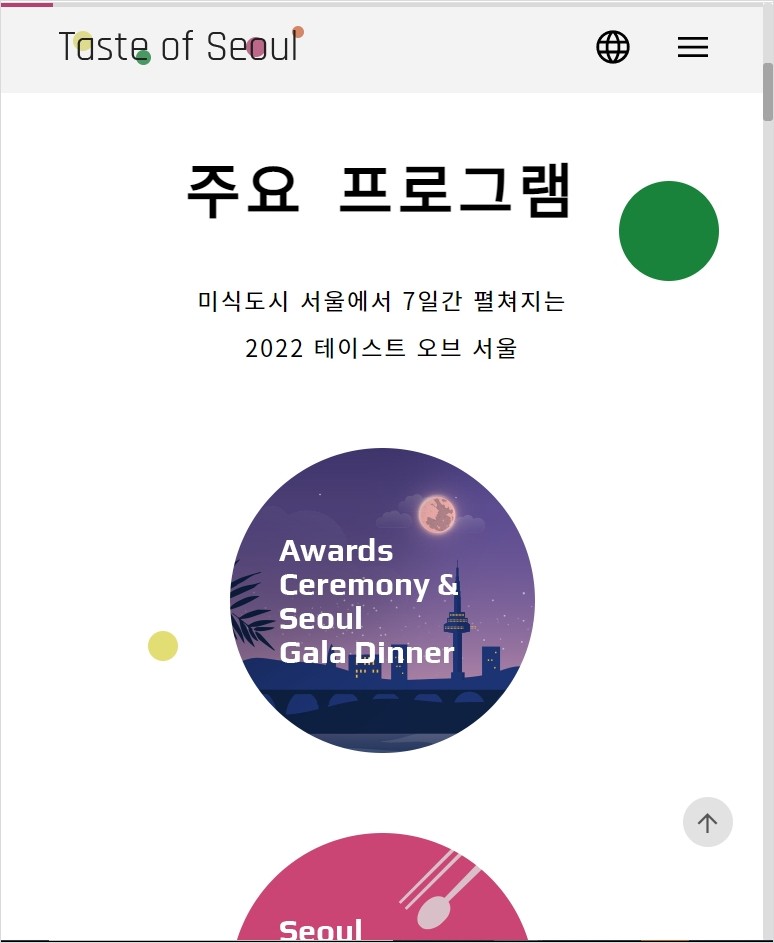 Taste of Seoul
주요 프로그램
미식도시 서울에서 7일간 펼쳐지는
2022 테이스트 오브 서울
Awards
Ceremony &
Seoul
Gala Dinner
Seoul